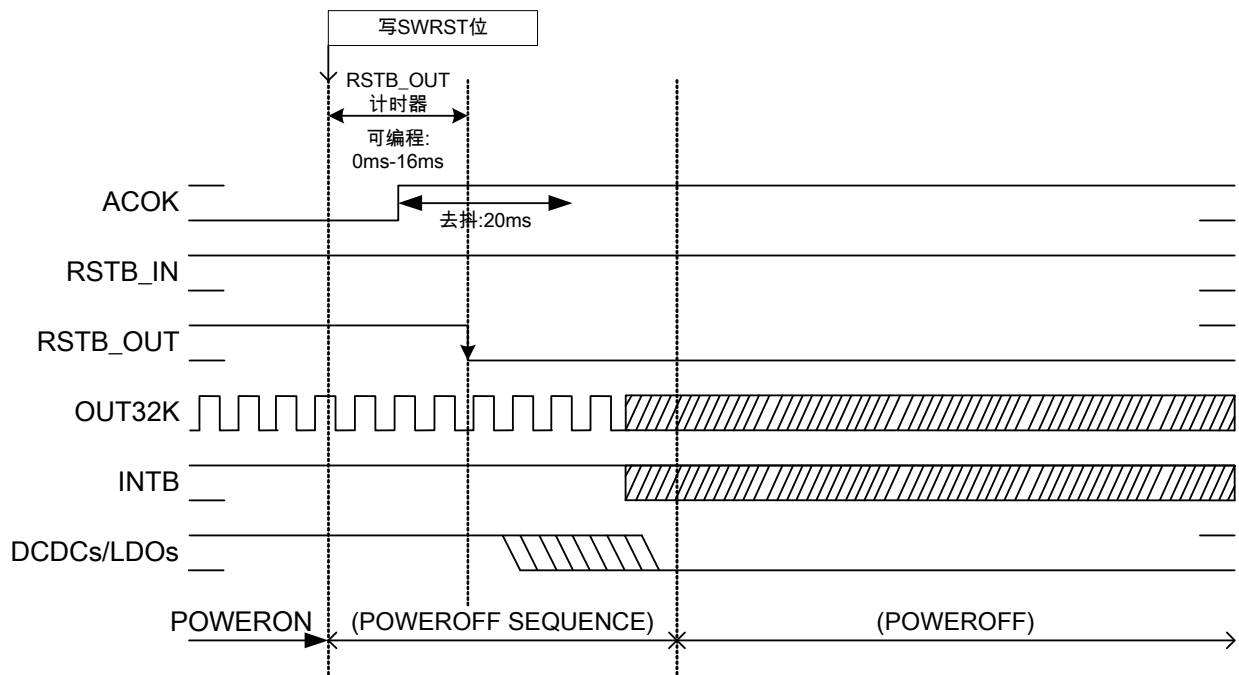 写SWRST位
RSTB_OUT
计时器
可编程:
0ms-16ms
ACOK
去抖:20ms
RSTB_IN
RSTB_OUT
OUT32K
INTB
DCDCs/LDOs
POWERON
(POWEROFF SEQUENCE)
(POWEROFF)